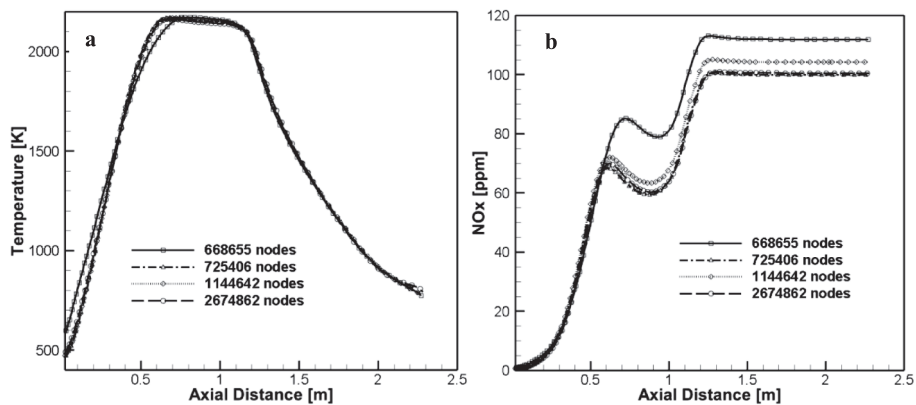 a
2000
1500
1000
500
Temperature [K]
668655 nodes
725406 nodes
1144642 nodes
2674862 nodes
0.5
1
1.5
2
2.5
Axial Distance [m]
b
120
100
80
60
40
20
0
NOx [ppm]
668655 nodes
725406 nodes
1144642 nodes
2674862 nodes
0.5
1
1.5
2
2.5
Axial Distance [m]